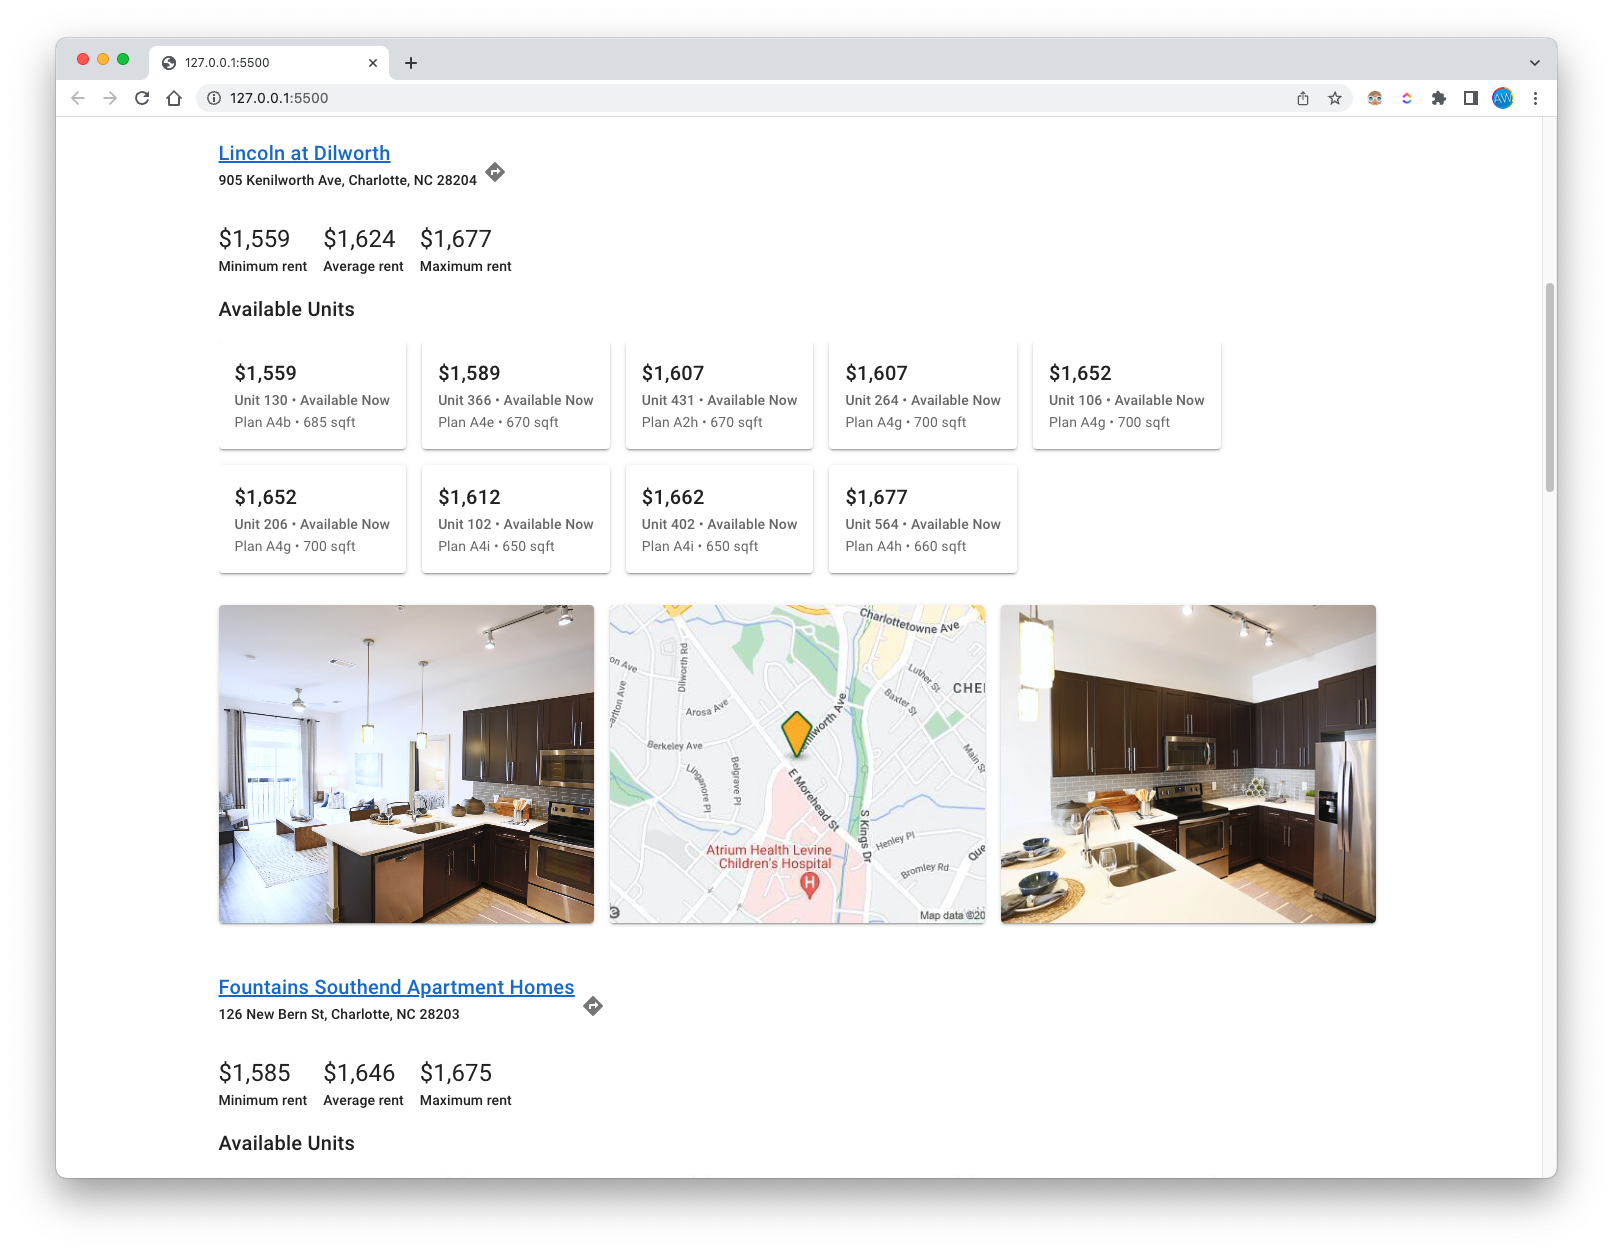 127.0.0.1:5500
127.0.0.1:5500
AW
Lincoln at Dilworth
905 Kenilworth Ave, Charlotte, NC 28204
$1,559 $1,624 $1,677
Minimum rent Average rent Maximum rent
Available Units
$1,559
Unit 130 • Available Now
Plan A4b • 685 sqft
$1,589
Unit 366 • Available Now
Plan A4e • 670 sqft
$1,607
Unit 431 • Available Now
Plan A2h • 670 sqft
$1,607
Unit 264 • Available Now
Plan A4g • 700 sqft
$1,652
Unit 106 • Available Now
Plan A4g • 700 sqft
$1,652
Unit 206 • Available Now
Plan A4g • 700 sqft
$1,612
Unit 102 • Available Now
Plan A4i • 650 sqft
$1,662
Unit 402 • Available Now
Plan A4i • 650 sqft
$1,677
Unit 564 • Available Now
Plan A4h • 660 sqft
Charlottetowne Ave
on Ave
Dilworth Rd
Luther St
CHE
Baxter St
arlton Ave
Arosa Ave
enilworth Ave
Berkeley Ave
Main St
Linganore Pl
Belgrave Pl
E Morehead St
S Kings Dr
Henley Pl
Que
Atrium Health Levine
Children's Hospital
H
Bromley Rd
Map data ©20
Fountains Southend Apartment Homes
126 New Bern St, Charlotte, NC 28203
$1,585 $1,646 $1,675
Minimum rent Average rent Maximum rent
Available Units